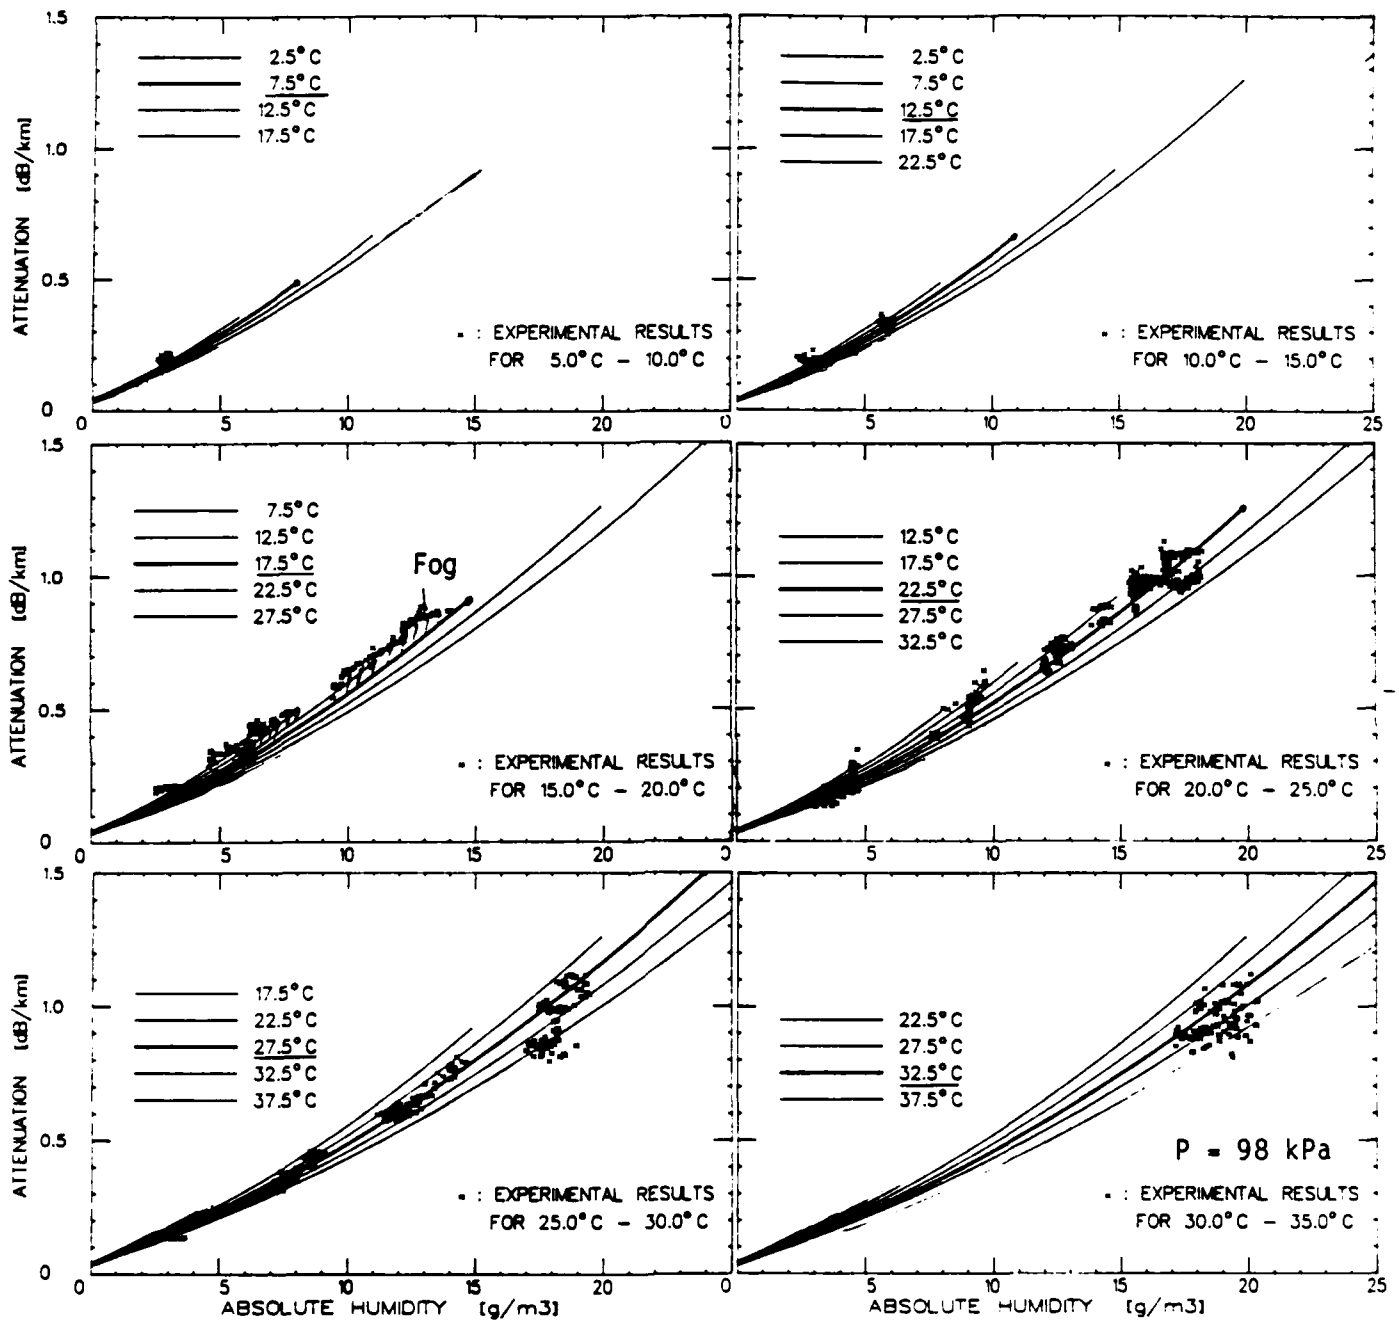 1.5
1.0
0.5
0
ATTENUATION [dB/km]
2.5°C
7.5°C
12.5°C
17.5°C
▪ : EXPERIMENTAL RESULTS
FOR 5.0°C – 10.0°C
0 5 10 15 20
2.5°C
7.5°C
12.5°C
17.5°C
22.5°C
▪ : EXPERIMENTAL RESULTS
FOR 10.0°C – 15.0°C
0 5 10 15 20 25
1.5
1.0
0.5
0
ATTENUATION [dB/km]
7.5°C
12.5°C
17.5°C
22.5°C
27.5°C
Fog
▪ : EXPERIMENTAL RESULTS
FOR 15.0°C – 20.0°C
0 5 10 15 20
12.5°C
17.5°C
22.5°C
27.5°C
32.5°C
▪ : EXPERIMENTAL RESULTS
FOR 20.0°C – 25.0°C
0 5 10 15 20 25
1.5
1.0
0.5
0
ATTENUATION [dB/km]
17.5°C
22.5°C
27.5°C
32.5°C
37.5°C
▪ : EXPERIMENTAL RESULTS
FOR 25.0°C – 30.0°C
0 5 10 15 20
ABSOLUTE HUMIDITY [g/m3]
22.5°C
27.5°C
32.5°C
37.5°C
P = 98 kPa
▪ : EXPERIMENTAL RESULTS
FOR 30.0°C – 35.0°C
0 5 10 15 20 25
ABSOLUTE HUMIDITY [g/m3]